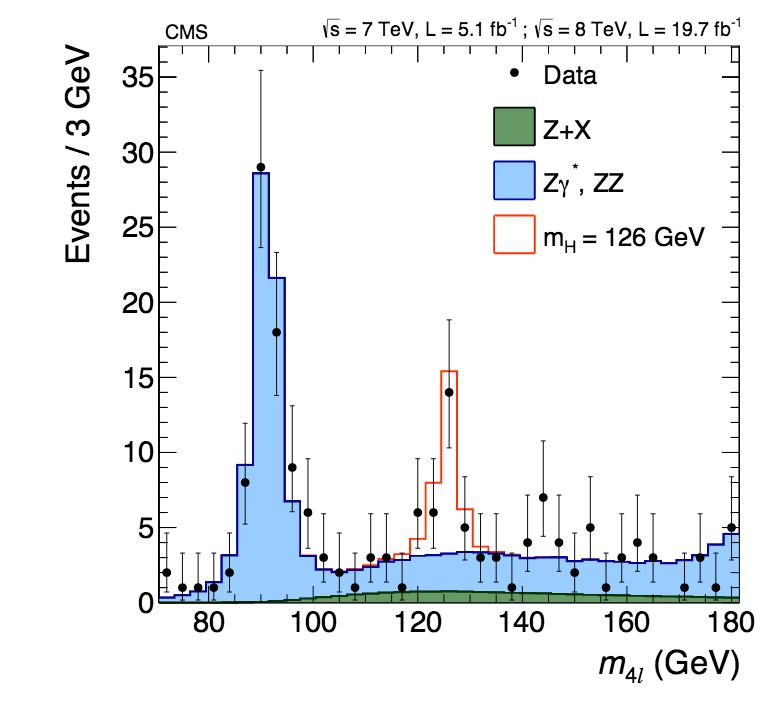 CMS √s = 7 TeV, L = 5.1 fb⁻¹ ; √s = 8 TeV, L = 19.7 fb⁻¹
Events / 3 GeV
35
30
25
20
15
10
5
0
Data
Z+X
Zγ*, ZZ
m_H = 126 GeV
80 100 120 140 160 180
m_4l (GeV)